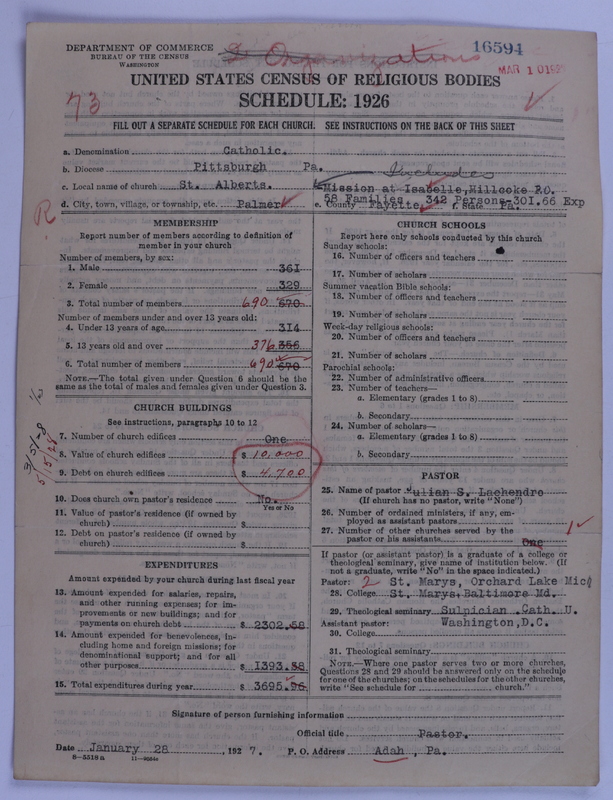 DEPARTMENT OF COMMERCE
BUREAU OF THE CENSUS
WASHINGTON
2 Organizations
16594
MAR 10 192
73
UNITED STATES CENSUS OF RELIGIOUS BODIES
SCHEDULE: 1926
FILL OUT A SEPARATE SCHEDULE FOR EACH CHURCH. SEE INSTRUCTIONS ON THE BACK OF THIS SHEET
a. Denomination Catholic.
b. Diocese Pittsburgh Pa.
Includes
c. Local name of church St. Alberts. Mission at Isabelle, Millcoke P.O.
58 Families 342 Persons-301.66 Exp
d. City, town, village, or township, etc. Palmer e. County Fayette f. State Pa.
R
MEMBERSHIP
Report number of members according to definition of member in your church
Number of members, by sex:
1. Male 361
2. Female 329
3. Total number of members 690 670
Number of members under and over 13 years old:
4. Under 13 years of age 314
5. 13 years old and over 376 356
6. Total number of members 690 670
NOTE.—The total given under Question 6 should be the same as the total of males and females given under Question 3.
CHURCH BUILDINGS
See instructions, paragraphs 10 to 12
7. Number of church edifices One
8. Value of church edifices $ 10,000
9. Debt on church edifices $ 4,700
10. Does church own pastor's residence No.
Yes or No
11. Value of pastor's residence (if owned by church) $
12. Debt on pastor's residence (if owned by church) $
EXPENDITURES
Amount expended by your church during last fiscal year
13. Amount expended for salaries, repairs, and other running expenses; for improvements or new buildings; and for payments on church debt $ 2302.58
14. Amount expended for benevolences, including home and foreign missions; for denominational support; and for all other purposes $ 1393.38
15. Total expenditures during year $ 3695.96
CHURCH SCHOOLS
Report here only schools conducted by this church
Sunday schools:
16. Number of officers and teachers
17. Number of scholars
Summer vacation Bible schools:
18. Number of officers and teachers
19. Number of scholars
Week-day religious schools:
20. Number of officers and teachers
21. Number of scholars
Parochial schools:
22. Number of administrative officers
23. Number of teachers—
a. Elementary (grades 1 to 8)
b. Secondary
24. Number of scholars—
a. Elementary (grades 1 to 8)
b. Secondary
PASTOR
25. Name of pastor Julian S. Lachendro
(If church has no pastor, write "None")
26. Number of ordained ministers, if any, employed as assistant pastors
27. Number of other churches served by the pastor or his assistants One 1
If pastor (or assistant pastor) is a graduate of a college or theological seminary, give name of institution below. (If not a graduate, write "No" in the space indicated.)
Pastor: 2 St. Marys, Orchard Lake Mic
28. College St. Marys Baltimore Md.
29. Theological seminary Sulpician Cath. U.
Assistant pastor: Washington, D.C.
30. College
31. Theological seminary
NOTE.—Where one pastor serves two or more churches, Questions 28 and 29 should be answered only on the schedule for one of the churches; on the schedules for the other churches, write "See schedule for church."
Signature of person furnishing information
Official title Pastor.
Date January 28, 1927. P. O. Address Adah, Pa.
8—5518a